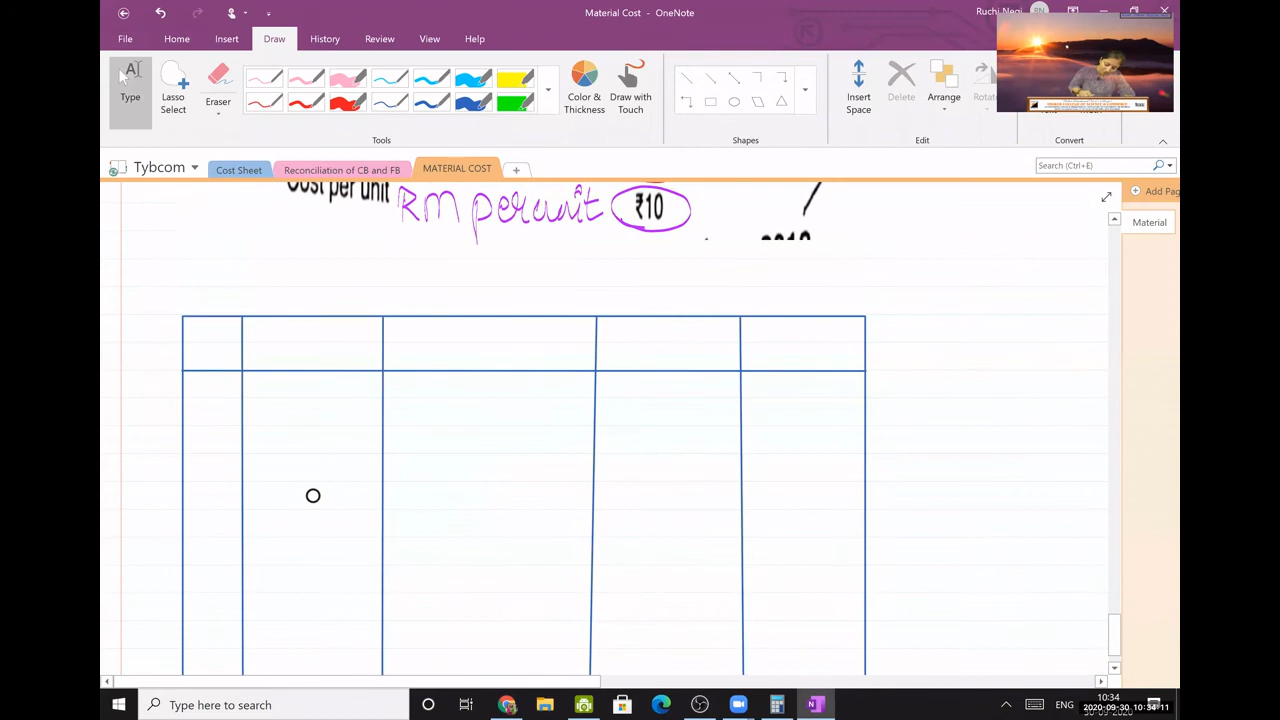 Material Cost - OneNote
Ruchi Negi RN
File Home Insert Draw History Review View Help
Type
Lasso Select
Eraser
Color & Thickness
Draw with Touch
Insert Space
Delete
Arrange
Rotate
Tools
Shapes
Edit
Convert
Tybcom
Cost Sheet
Reconciliation of CB and FB
MATERIAL COST
Search (Ctrl+E)
Add Pag
Material
Cost per unit RM per unit ₹10
Type here to search
ENG
10:34
2020-09-30 10:34:11